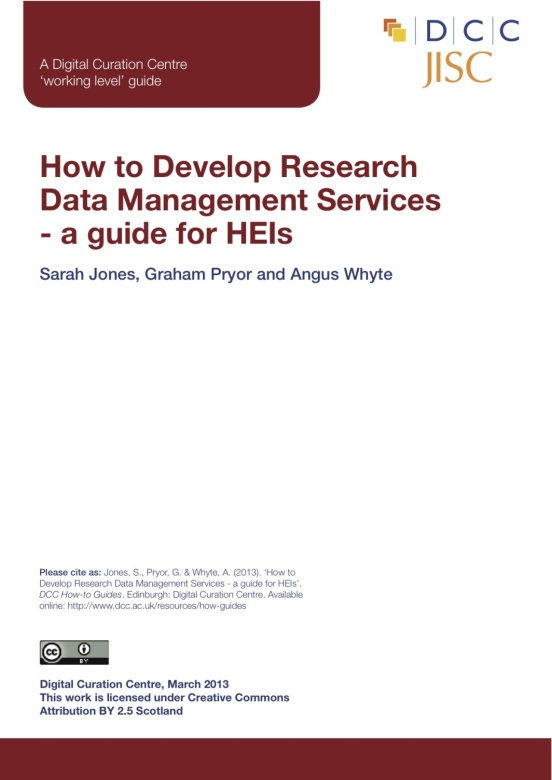 A Digital Curation Centre
‘working level’ guide
D|C|C
JISC
How to Develop Research
Data Management Services
- a guide for HEIs
Sarah Jones, Graham Pryor and Angus Whyte
Please cite as: Jones, S., Pryor, G. & Whyte, A. (2013). ‘How to
Develop Research Data Management Services - a guide for HEIs’.
DCC How-to Guides. Edinburgh: Digital Curation Centre. Available
online: http://www.dcc.ac.uk/resources/how-guides
cc
BY
Digital Curation Centre, March 2013
This work is licensed under Creative Commons
Attribution BY 2.5 Scotland